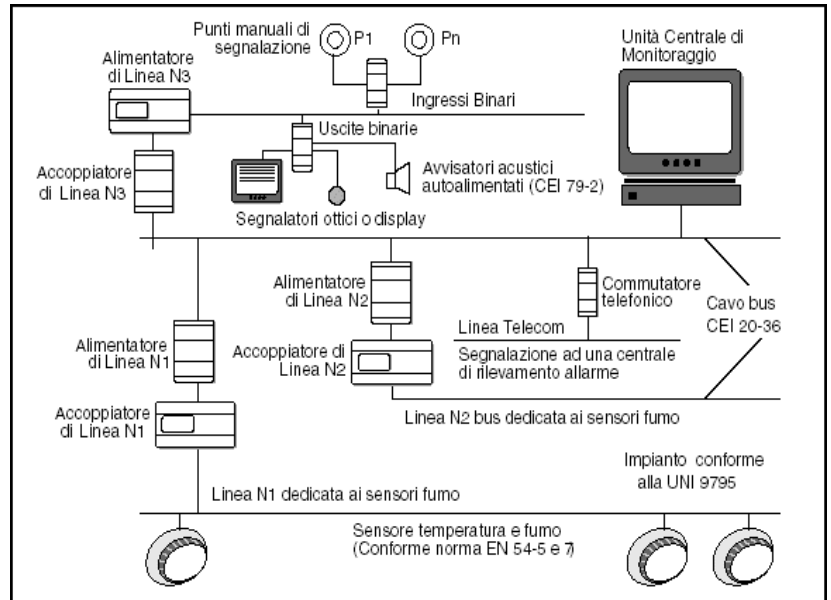 Punti manuali di
segnalazione
P1
Pn
Unità Centrale di
Monitoraggio
Alimentatore
di Linea N3
Ingressi Binari
Uscite binarie
Accoppiatore
di Linea N3
Avvisatori acustici
autoalimentati (CEI 79-2)
Segnalatori ottici o display
Alimentatore
di Linea N2
Commutatore
telefonico
Cavo bus
CEI 20-36
Alimentatore
di Linea N1
Accoppiatore di
Linea N2
Linea Telecom
Segnalazione ad una centrale
di rilevamento allarme
Accoppiatore
di Linea N1
Linea N2 bus dedicata ai sensori fumo
Impianto conforme
alla UNI 9795
Linea N1 dedicata ai sensori fumo
Sensore temperatura e fumo
(Conforme norma EN 54-5 e 7)